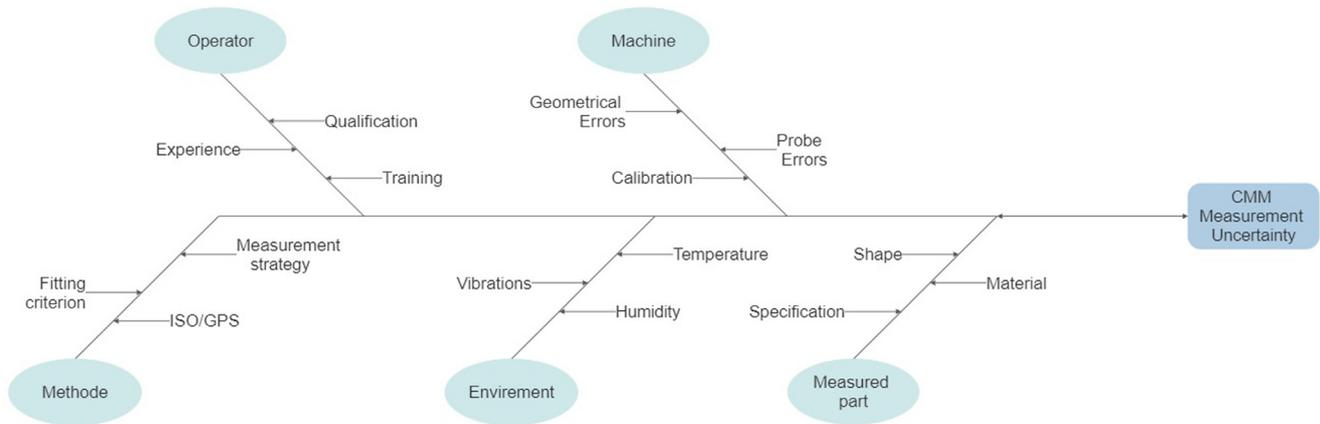 Operator
Machine
Geometrical
Errors
Qualification
Probe
Errors
Experience
Training
Calibration
CMM
Measurement
Uncertainty
Measurement
strategy
Temperature
Shape
Fitting
criterion
Vibrations
Material
ISO/GPS
Humidity
Specification
Methode
Envirement
Measured
part